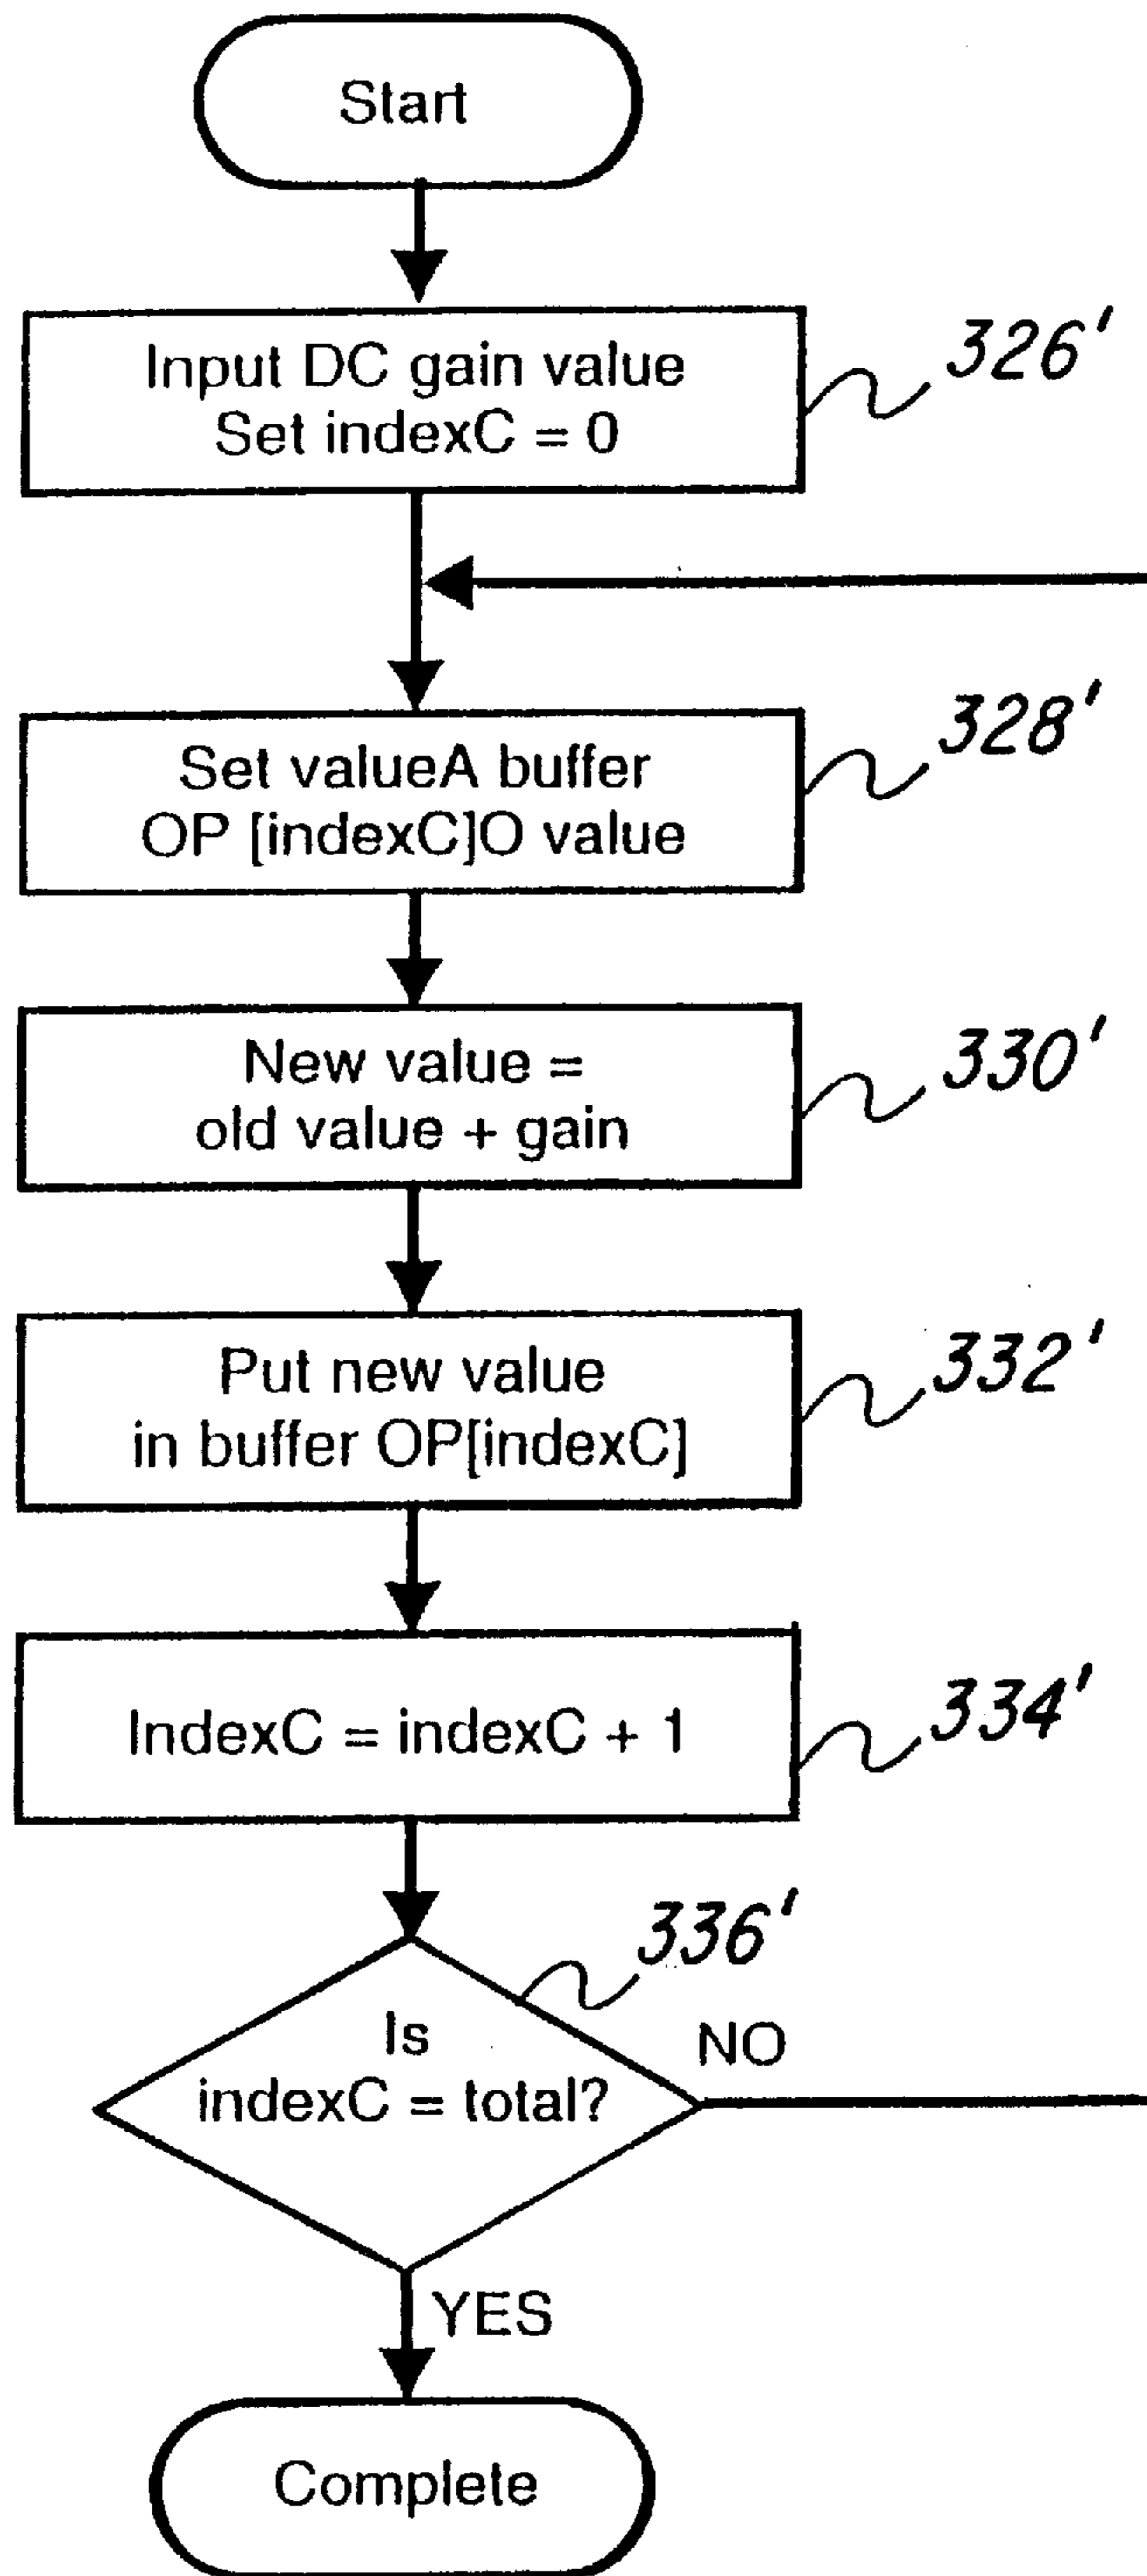 Start
Input DC gain value
Set indexC = 0
326'
Set valueA buffer
OP [indexC]O value
328'
New value =
old value + gain
330'
Put new value
in buffer OP[indexC]
332'
IndexC = indexC + 1
334'
336'
Is
indexC = total?
NO
YES
Complete